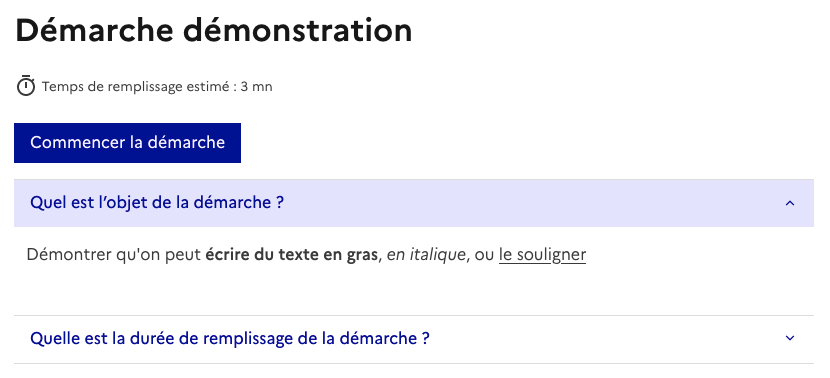 Démarche démonstration
Temps de remplissage estimé : 3 mn
Commencer la démarche
Quel est l’objet de la démarche ?
Démontrer qu'on peut écrire du texte en gras, en italique, ou le souligner
Quelle est la durée de remplissage de la démarche ?